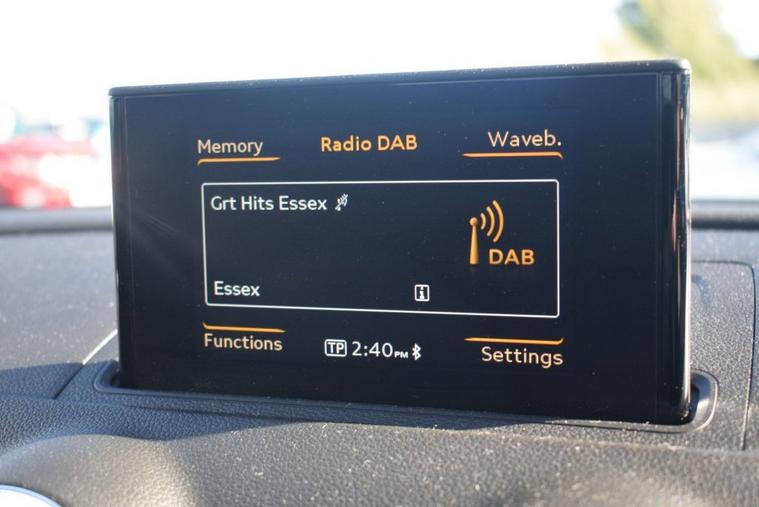 Memory Radio DAB Waveb.
Grt Hits Essex
DAB
Essex
Functions TP 2:40PM Settings